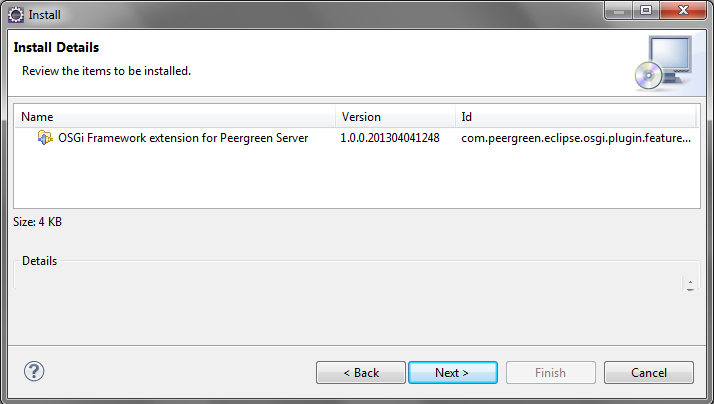 Install
Install Details
Review the items to be installed.
Name Version Id
OSGi Framework extension for Peergreen Server 1.0.0.201304041248 com.peergreen.eclipse.osgi.plugin.feature...
Size: 4 KB
Details
? < Back Next > Finish Cancel